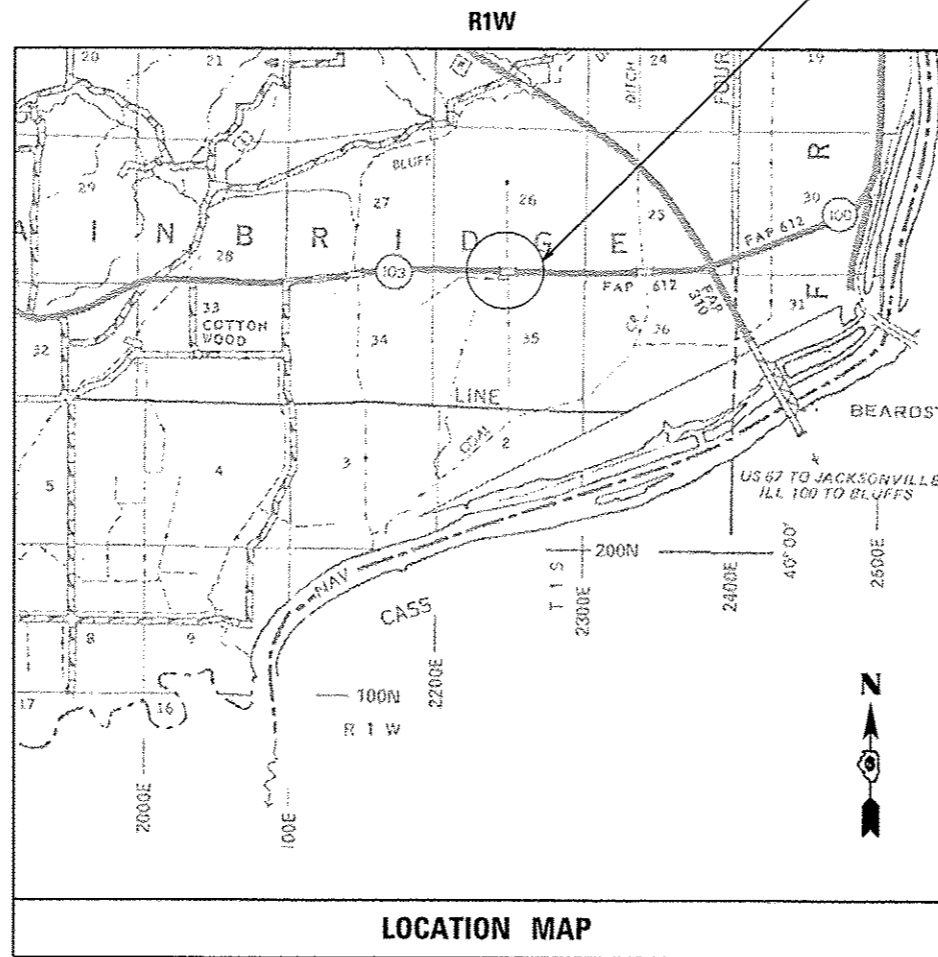 R1W
20
21
24
19
DITCH
FOUR
29
BLUFF
27
26
25
30
R
100
A I N B R I D G E
28
103
FAP 612
FAP 612
FAP 310
33
COTTON
WOOD
32
34
35
36
31
F
LINE
BEARDS
COAL
2
5
4
3
US 67 TO JACKSONVILLE
ILL 100 TO BLUFFS
200N
T 1 S
2300E
2400E
40°00'
2500E
NAV
CASS
8
9
2200E
17
16
100N
R 1 W
N
2000E
100E
LOCATION MAP